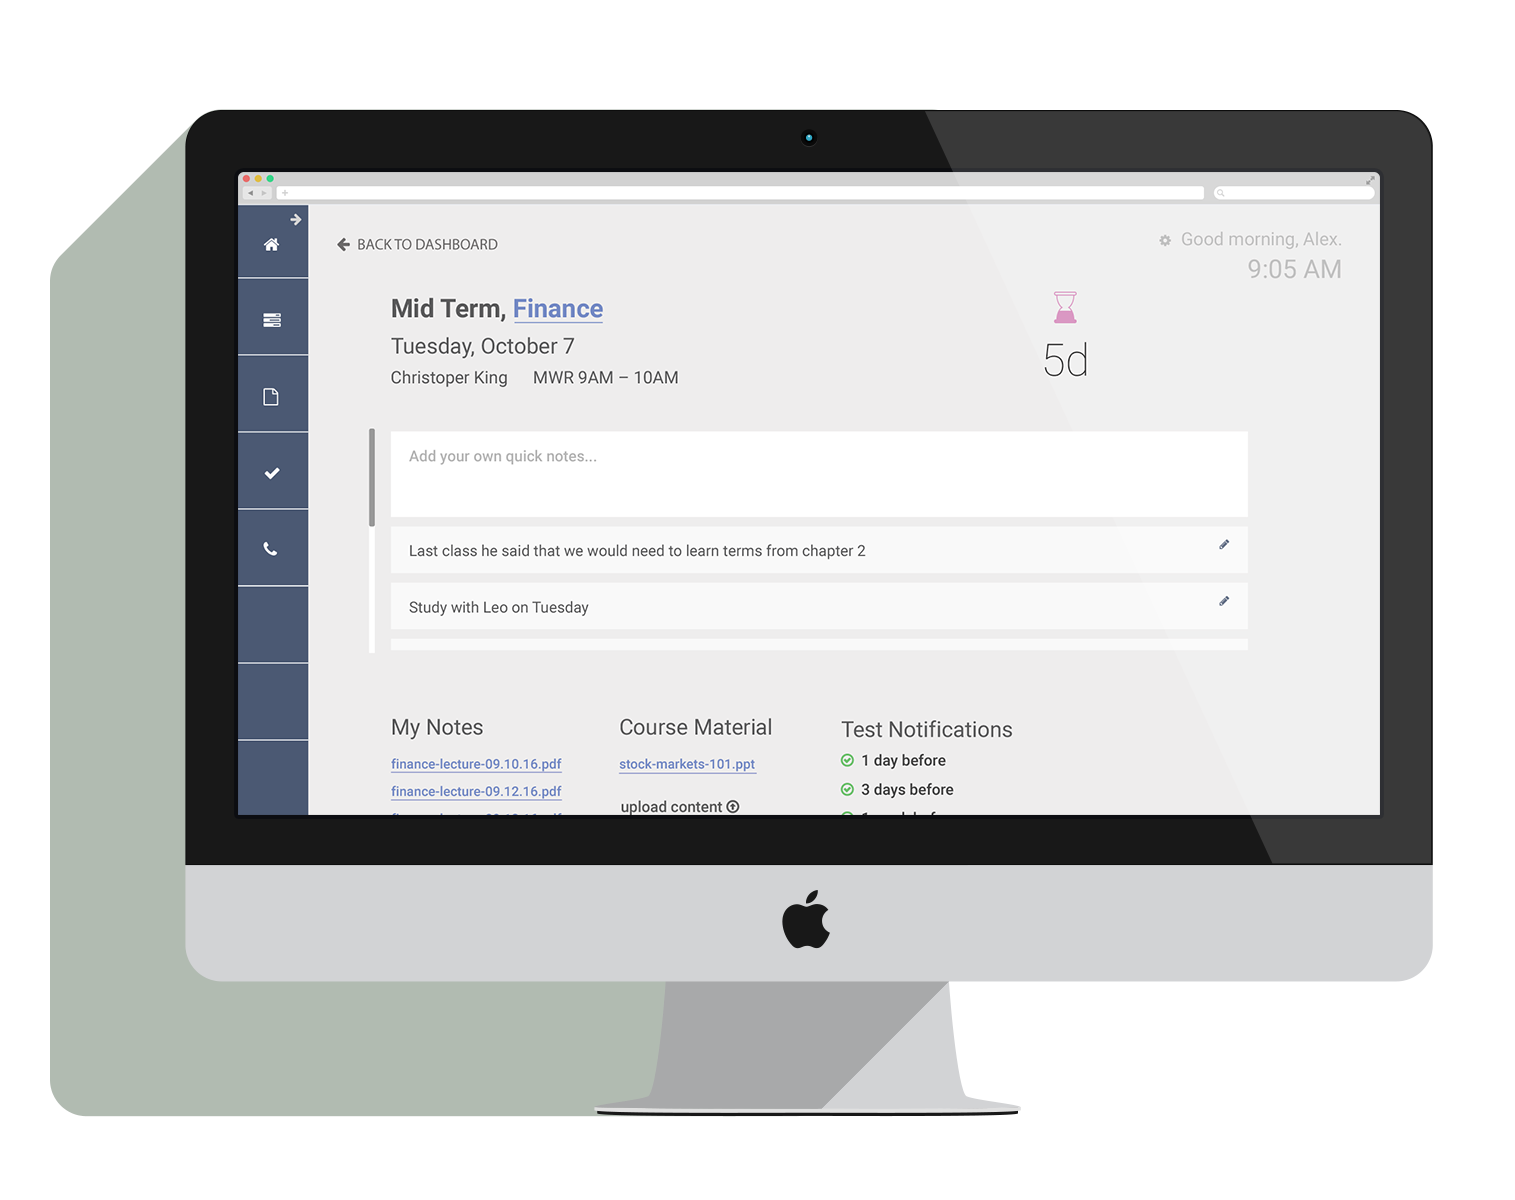 BACK TO DASHBOARD
Good morning, Alex.
9:05 AM
Mid Term, Finance
Tuesday, October 7
Christoper King MWR 9AM – 10AM
5d
Add your own quick notes...
Last class he said that we would need to learn terms from chapter 2
Study with Leo on Tuesday
My Notes
finance-lecture-09.10.16.pdf
finance-lecture-09.12.16.pdf
Course Material
stock-markets-101.ppt
upload content
Test Notifications
1 day before
3 days before